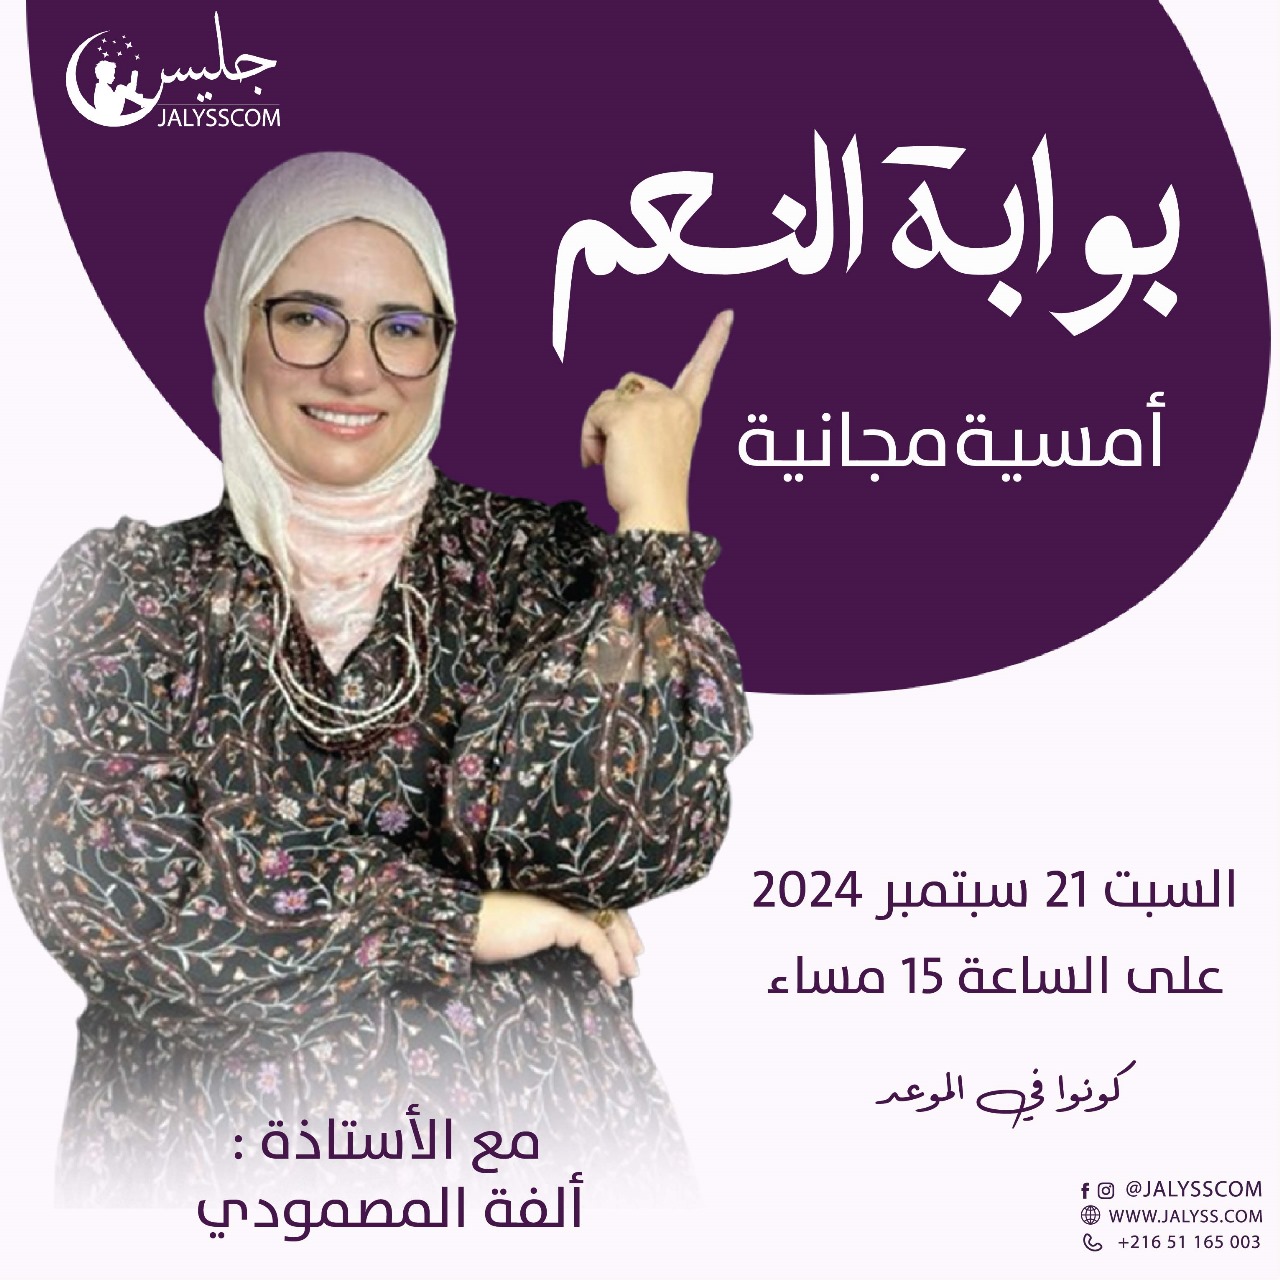 جليس
JALYSSCOM
بوابة النعم
أمسية مجانية
السبت 21 سبتمبر 2024
على الساعة 15 مساء
كونوا في الموعد
مع الأستاذة :
ألفة المصمودي
@JALYSSCOM
WWW.JALYSS.COM
+216 51 165 003